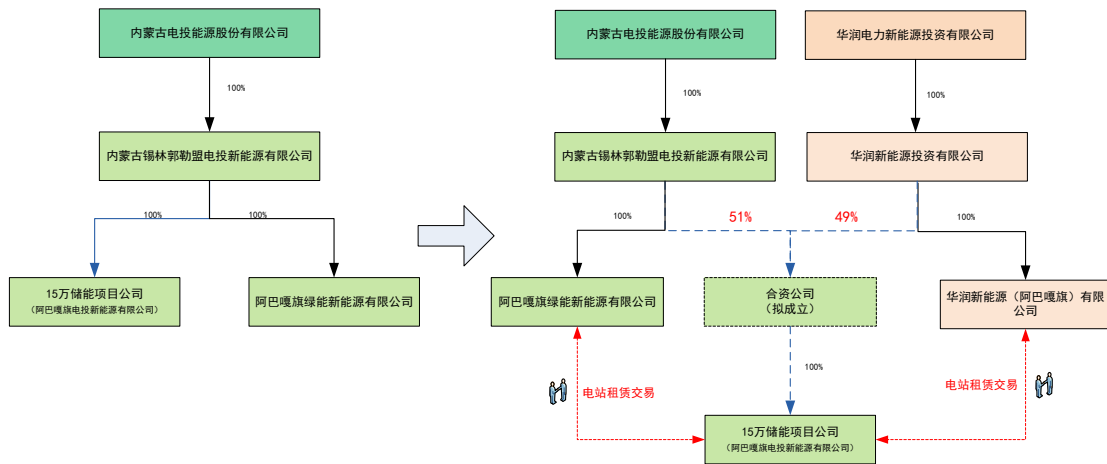 内蒙古电投能源股份有限公司
100%
内蒙古锡林郭勒盟电投新能源有限公司
100%
100%
15万储能项目公司
（阿巴嘎旗电投新能源有限公司）
阿巴嘎旗绿能新能源有限公司
内蒙古电投能源股份有限公司
华润电力新能源投资有限公司
100%
100%
内蒙古锡林郭勒盟电投新能源有限公司
华润新能源投资有限公司
100%
51%
49%
100%
阿巴嘎旗绿能新能源有限公司
合资公司
（拟成立）
华润新能源（阿巴嘎旗）有限
公司
100%
电站租赁交易
电站租赁交易
15万储能项目公司
（阿巴嘎旗电投新能源有限公司）